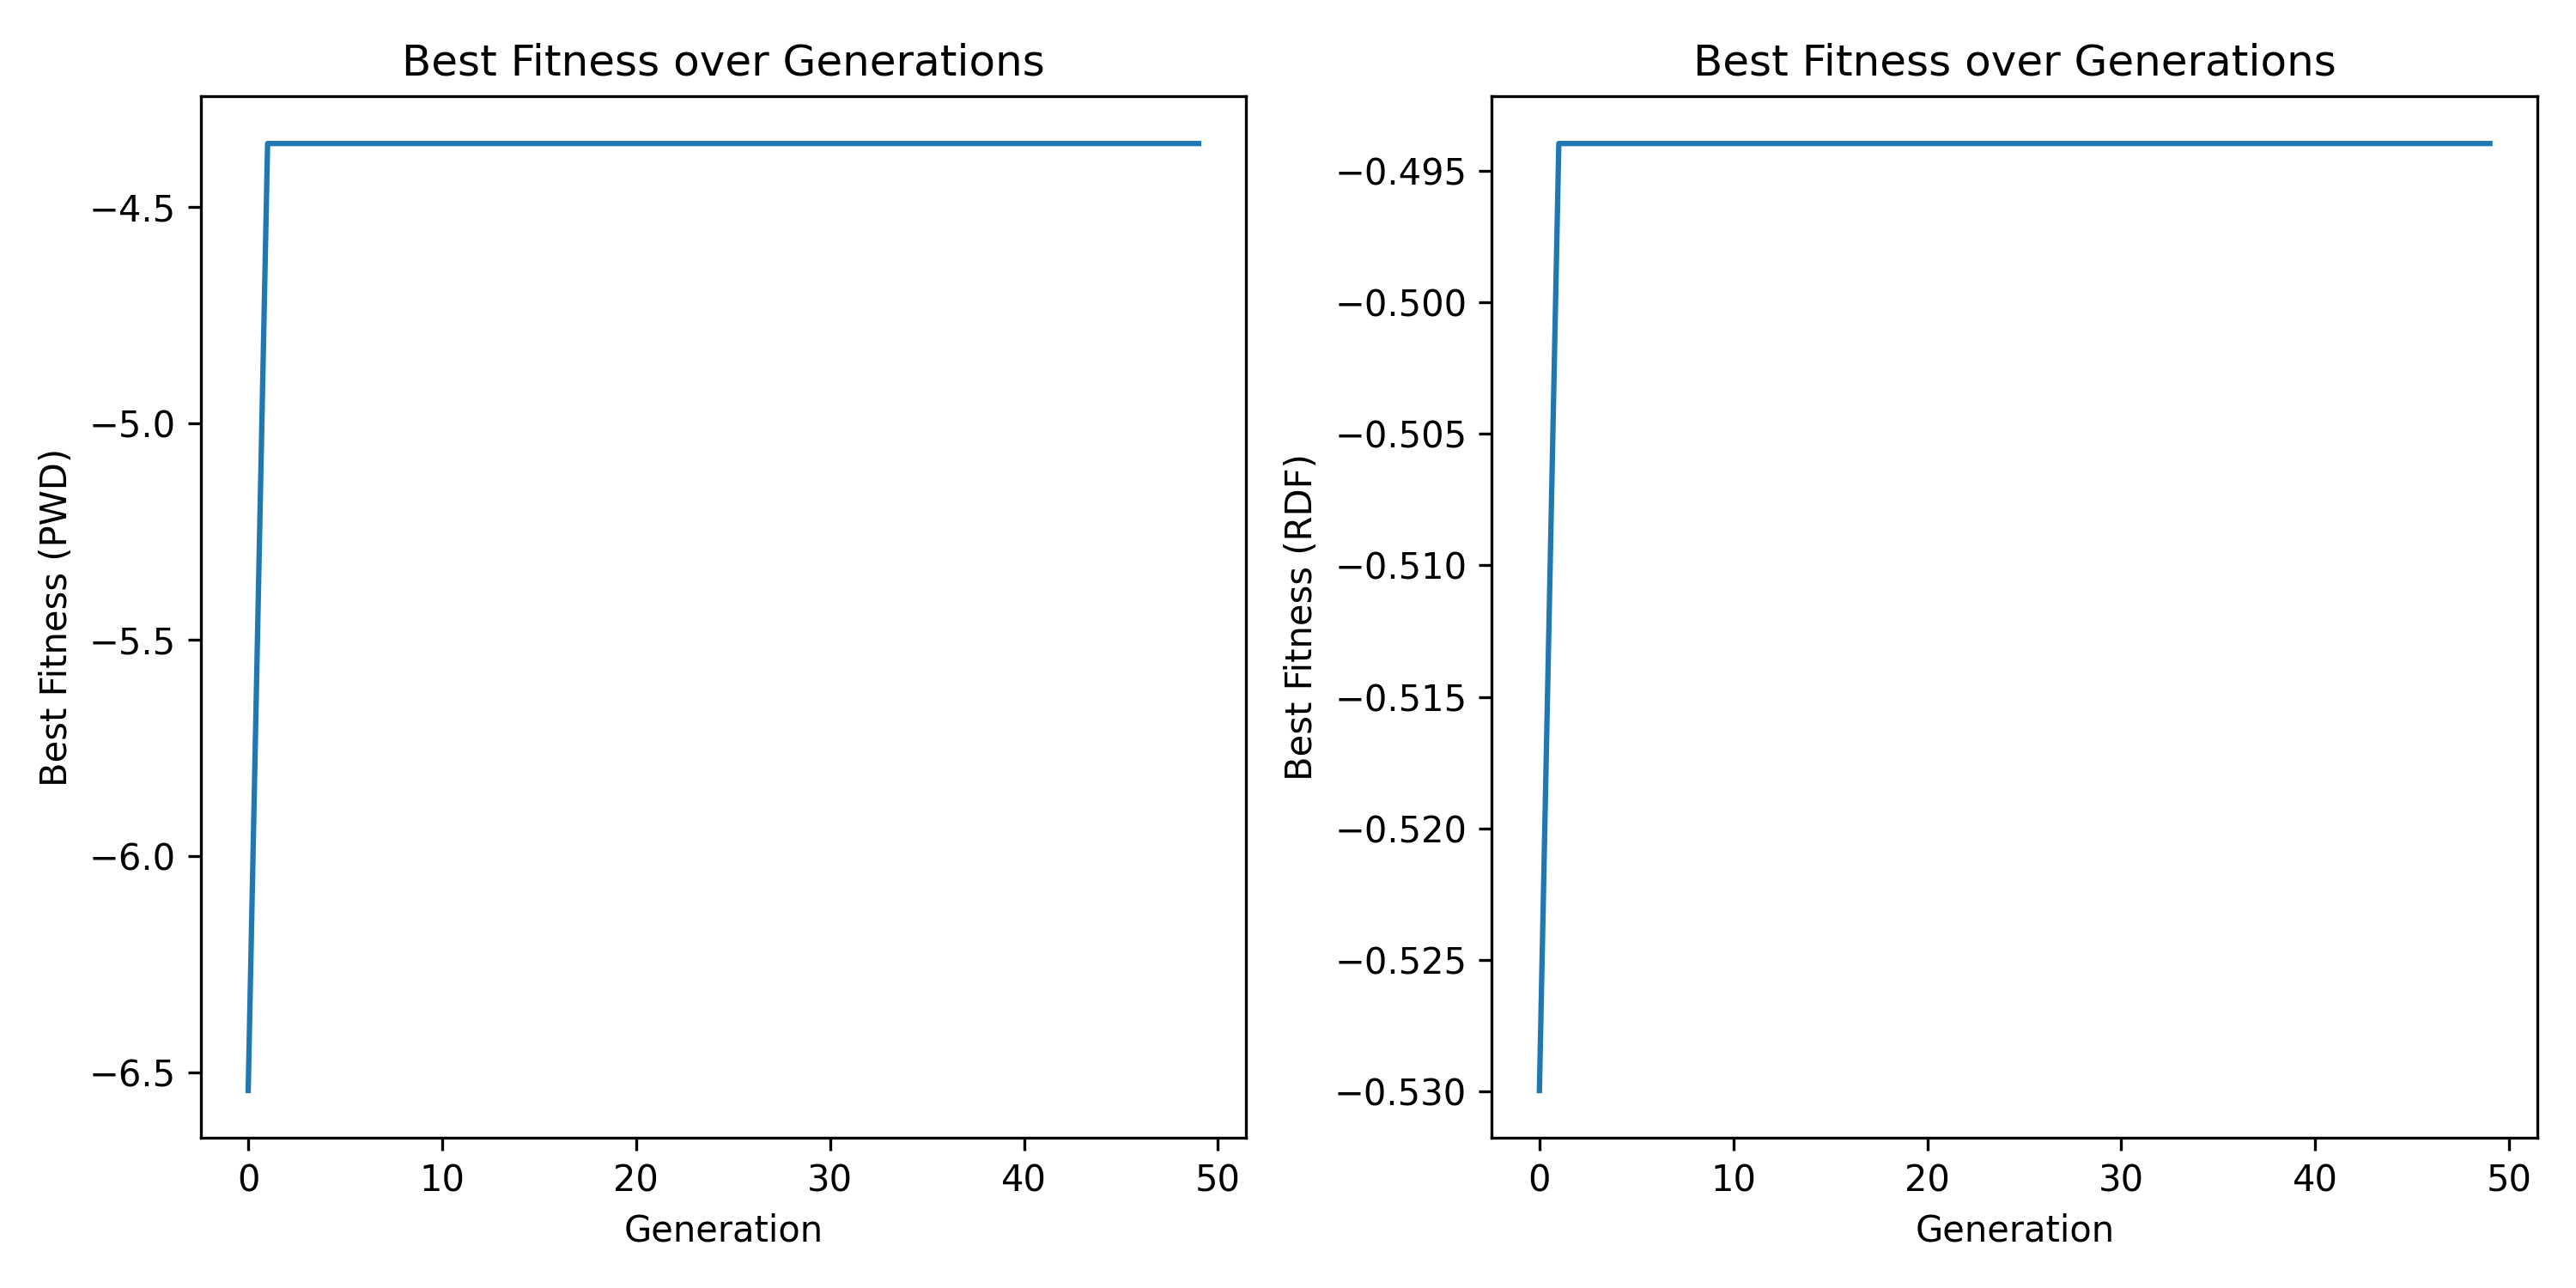 Best Fitness over Generations
Best Fitness (PWD)
−4.5
−5.0
−5.5
−6.0
−6.5
0 10 20 30 40 50
Generation
Best Fitness over Generations
Best Fitness (RDF)
−0.495
−0.500
−0.505
−0.510
−0.515
−0.520
−0.525
−0.530
0 10 20 30 40 50
Generation